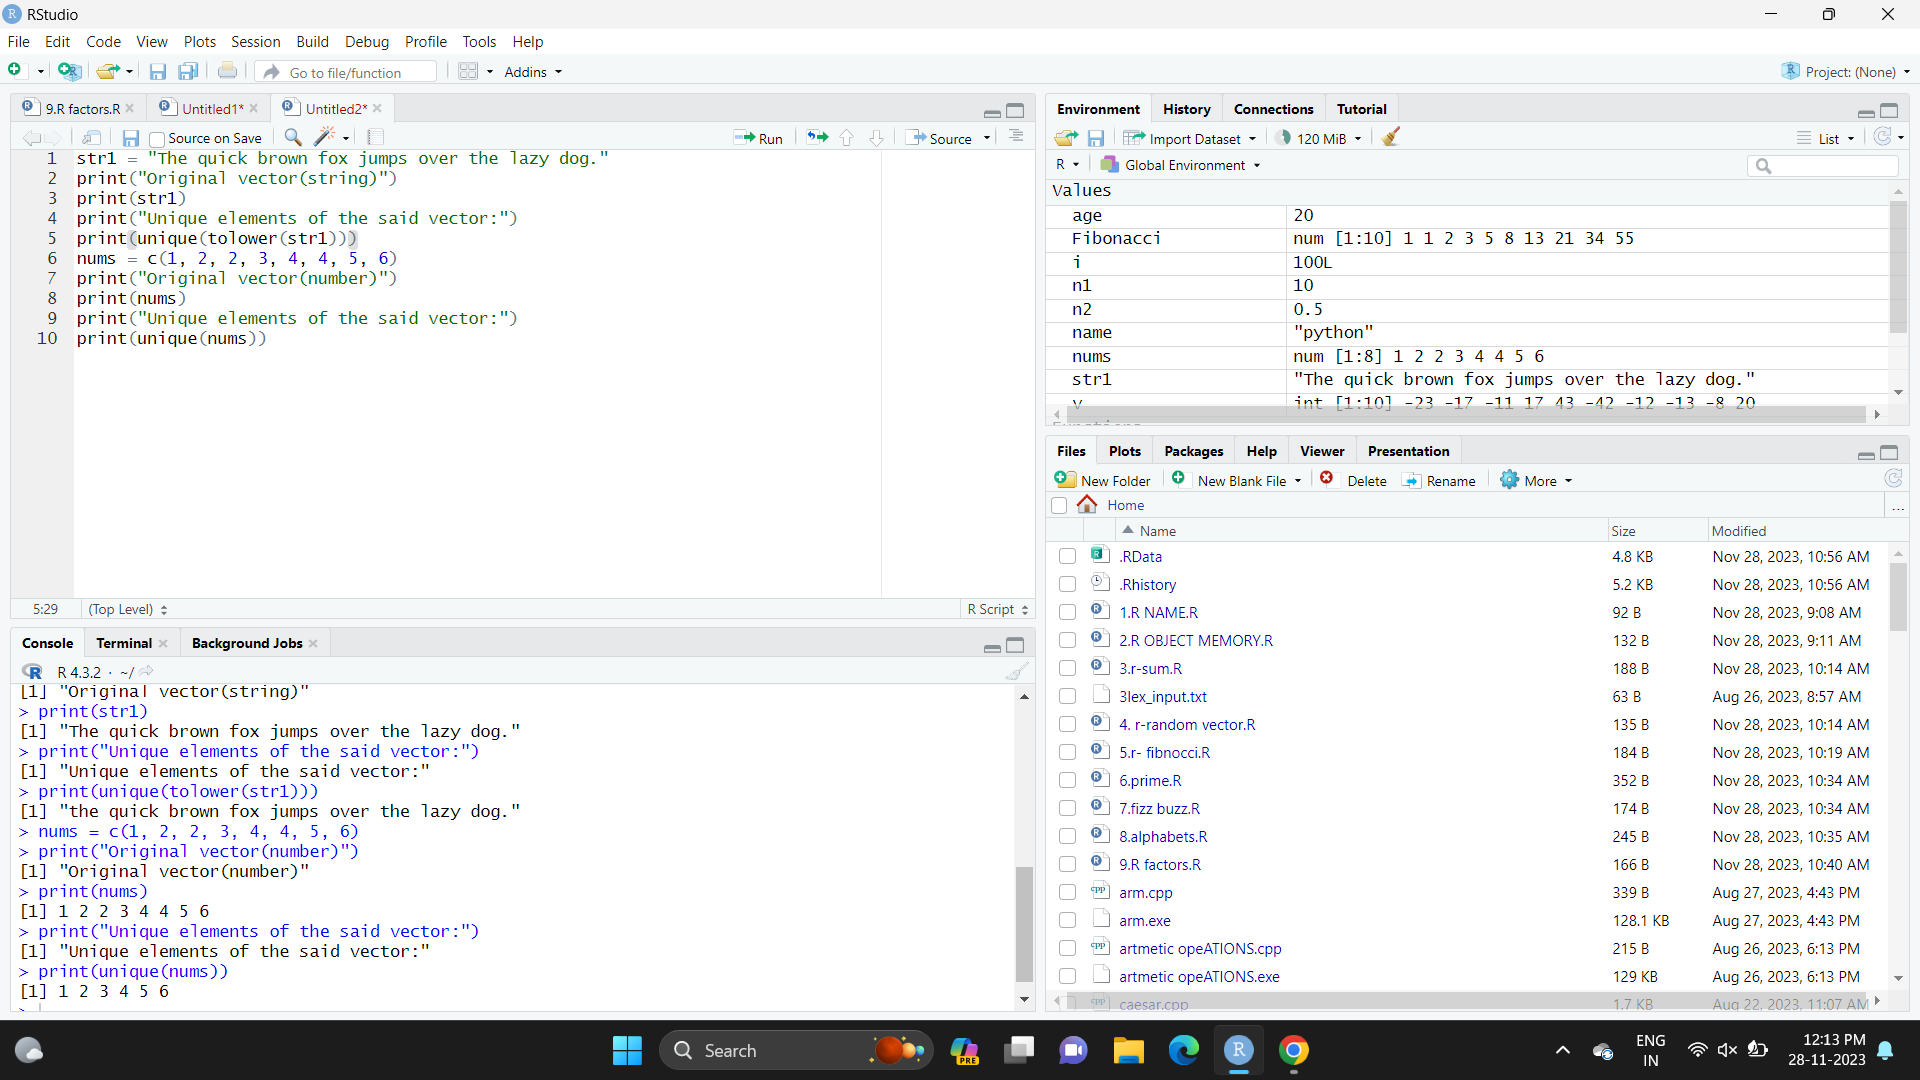 RStudio
File Edit Code View Plots Session Build Debug Profile Tools Help
Go to file/function Addins Project: (None)
9.R factors.R Untitled1* Untitled2*
Source on Save Run Source
1 str1 = "The quick brown fox jumps over the lazy dog."
2 print("Original vector(string)")
3 print(str1)
4 print("Unique elements of the said vector:")
5 print(unique(tolower(str1)))
6 nums = c(1, 2, 2, 3, 4, 4, 5, 6)
7 print("Original vector(number)")
8 print(nums)
9 print("Unique elements of the said vector:")
10 print(unique(nums))
5:29 (Top Level) R Script
Console Terminal Background Jobs
R 4.3.2 · ~/
[1] "Original vector(string)"
> print(str1)
[1] "The quick brown fox jumps over the lazy dog."
> print("Unique elements of the said vector:")
[1] "Unique elements of the said vector:"
> print(unique(tolower(str1)))
[1] "the quick brown fox jumps over the lazy dog."
> nums = c(1, 2, 2, 3, 4, 4, 5, 6)
> print("Original vector(number)")
[1] "Original vector(number)"
> print(nums)
[1] 1 2 2 3 4 4 5 6
> print("Unique elements of the said vector:")
[1] "Unique elements of the said vector:"
> print(unique(nums))
[1] 1 2 3 4 5 6
>
Environment History Connections Tutorial
Import Dataset 120 MiB List
R Global Environment
Values
age 20
Fibonacci num [1:10] 1 1 2 3 5 8 13 21 34 55
i 100L
n1 10
n2 0.5
name "python"
nums num [1:8] 1 2 2 3 4 4 5 6
str1 "The quick brown fox jumps over the lazy dog."
v int [1:10] -23 -17 -11 17 43 -42 -12 -13 -8 20
Files Plots Packages Help Viewer Presentation
New Folder New Blank File Delete Rename More
Home ...
Name Size Modified
.RData 4.8 KB Nov 28, 2023, 10:56 AM
.Rhistory 5.2 KB Nov 28, 2023, 10:56 AM
1.R NAME.R 92 B Nov 28, 2023, 9:08 AM
2.R OBJECT MEMORY.R 132 B Nov 28, 2023, 9:11 AM
3.r-sum.R 188 B Nov 28, 2023, 10:14 AM
3lex_input.txt 63 B Aug 26, 2023, 8:57 AM
4. r-random vector.R 135 B Nov 28, 2023, 10:14 AM
5.r- fibnocci.R 184 B Nov 28, 2023, 10:19 AM
6.prime.R 352 B Nov 28, 2023, 10:34 AM
7.fizz buzz.R 174 B Nov 28, 2023, 10:34 AM
8.alphabets.R 245 B Nov 28, 2023, 10:35 AM
9.R factors.R 166 B Nov 28, 2023, 10:40 AM
arm.cpp 339 B Aug 27, 2023, 4:43 PM
arm.exe 128.1 KB Aug 27, 2023, 4:43 PM
artmetic opeATIONS.cpp 215 B Aug 26, 2023, 6:13 PM
artmetic opeATIONS.exe 129 KB Aug 26, 2023, 6:13 PM
caesar.cpp 1.7 KB Aug 22, 2023, 11:07 AM
Search PRE ENG 12:13 PM
IN 28-11-2023